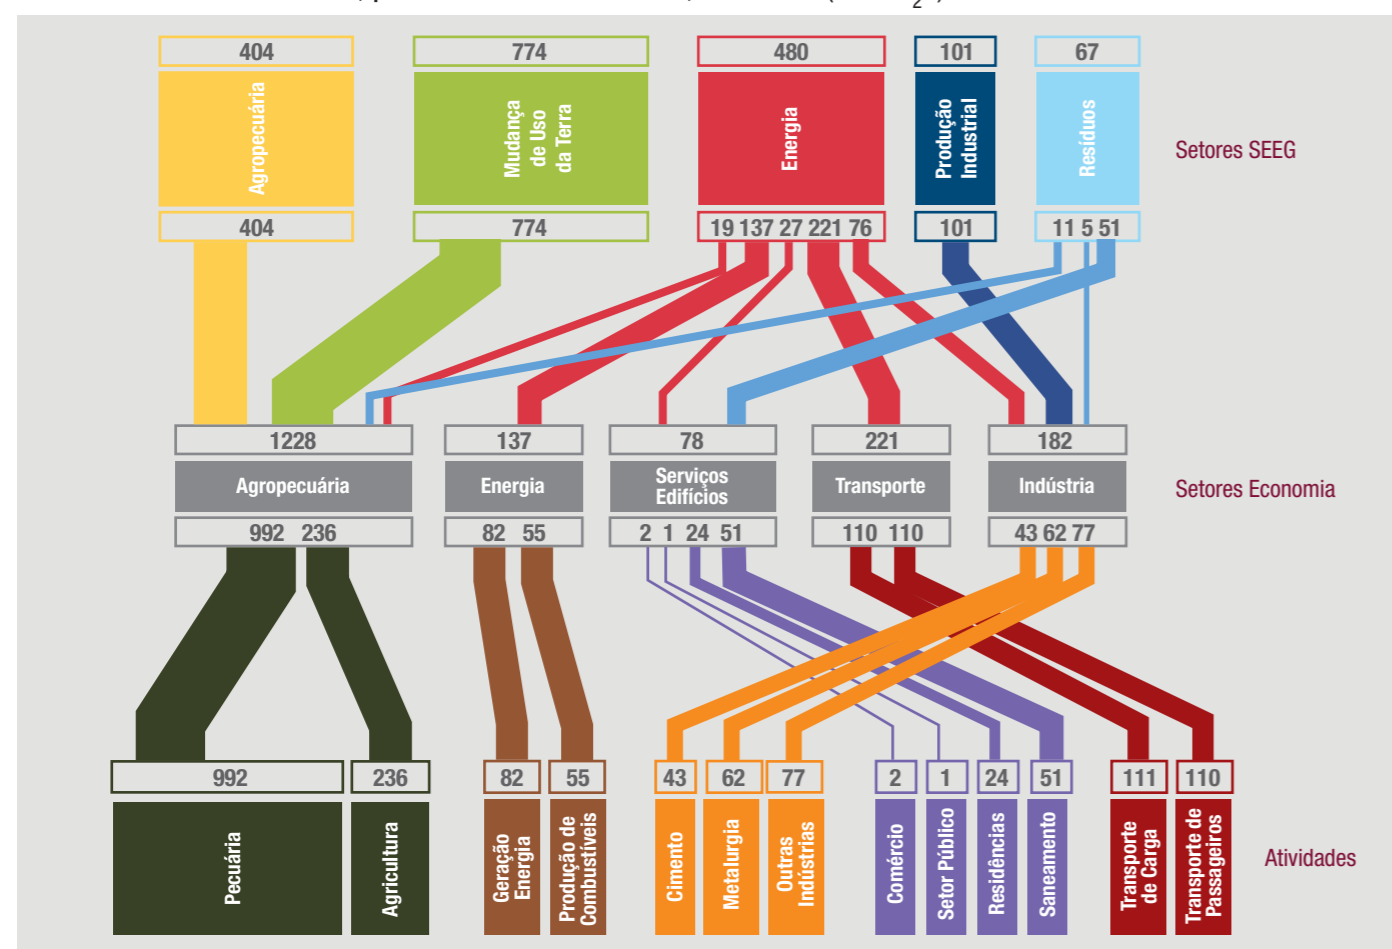 2
404 774 480 101 67
Agropecuária
Mudança
de Uso
da Terra
Energia
Produção
Industrial
Resíduos
Setores SEEG
404 774 19 137 27 221 76 101 11 5 51
1228 137 78 221 182
Agropecuária
Energia
Serviços
Edifícios
Transporte
Indústria
Setores Economia
992 236 82 55 2 1 24 51 110 110 43 62 77
992 236 82 55 43 62 77 2 1 24 51 111 110
Pecuária
Agricultura
Geração
Energia
Produção de
Combustíveis
Cimento
Metalurgia
Outras
Indústrias
Comércio
Setor Público
Residências
Saneamento
Transporte
de Carga
Transporte de
Passageiros
Atividades